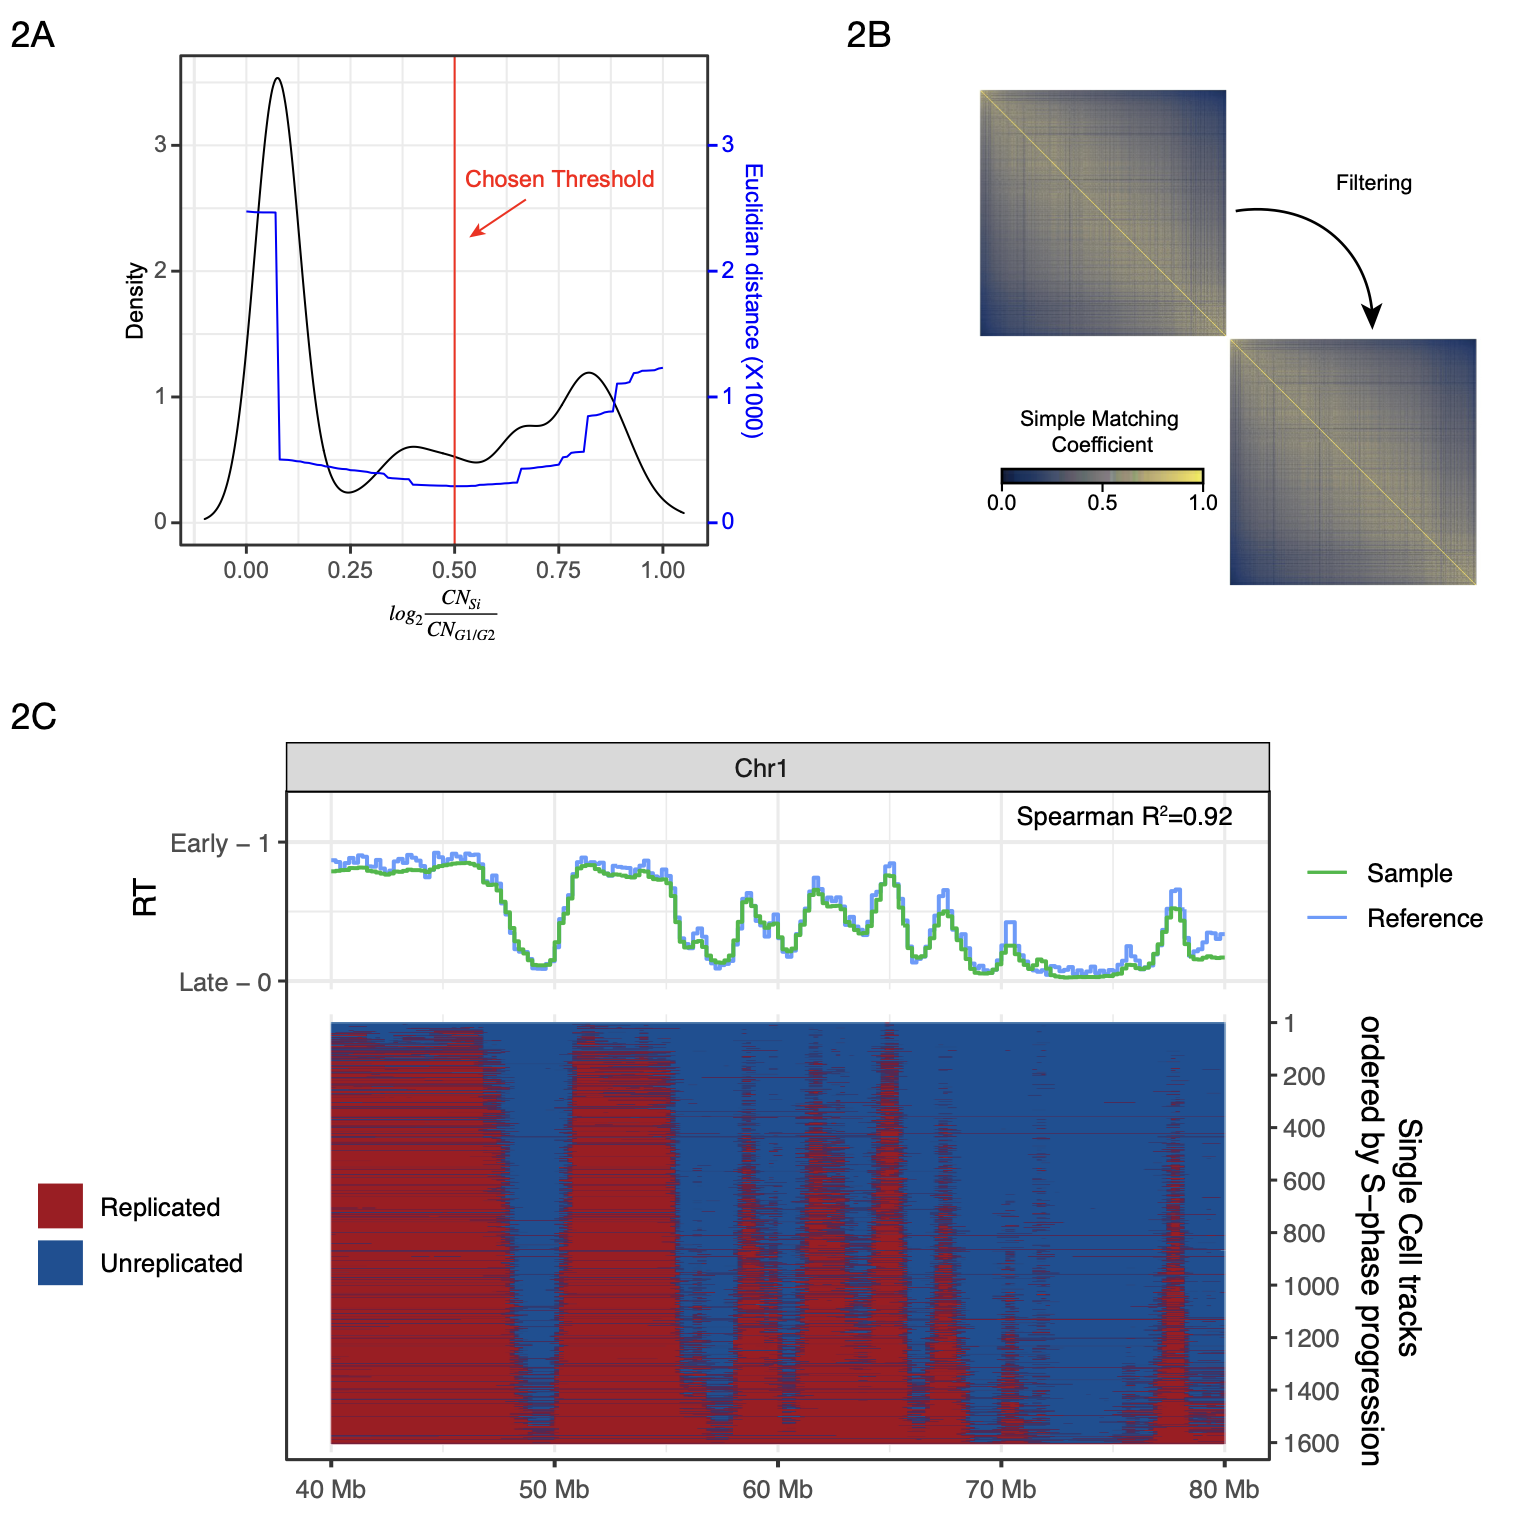 2A
3
2
1
0
Density
Chosen Threshold
3
2
1
0
Euclidian distance (X1000)
0.00 0.25 0.50 0.75 1.00
log2 CNSi
CNG1/G2
2B
Filtering
Simple Matching
Coefficient
0.0 0.5 1.0
2C
Chr1
Spearman R²=0.92
Early – 1
RT
Late – 0
Sample
Reference
Replicated
Unreplicated
1
200
400
600
800
1000
1200
1400
1600
Single Cell tracks
ordered by S–phase progression
40 Mb 50 Mb 60 Mb 70 Mb 80 Mb